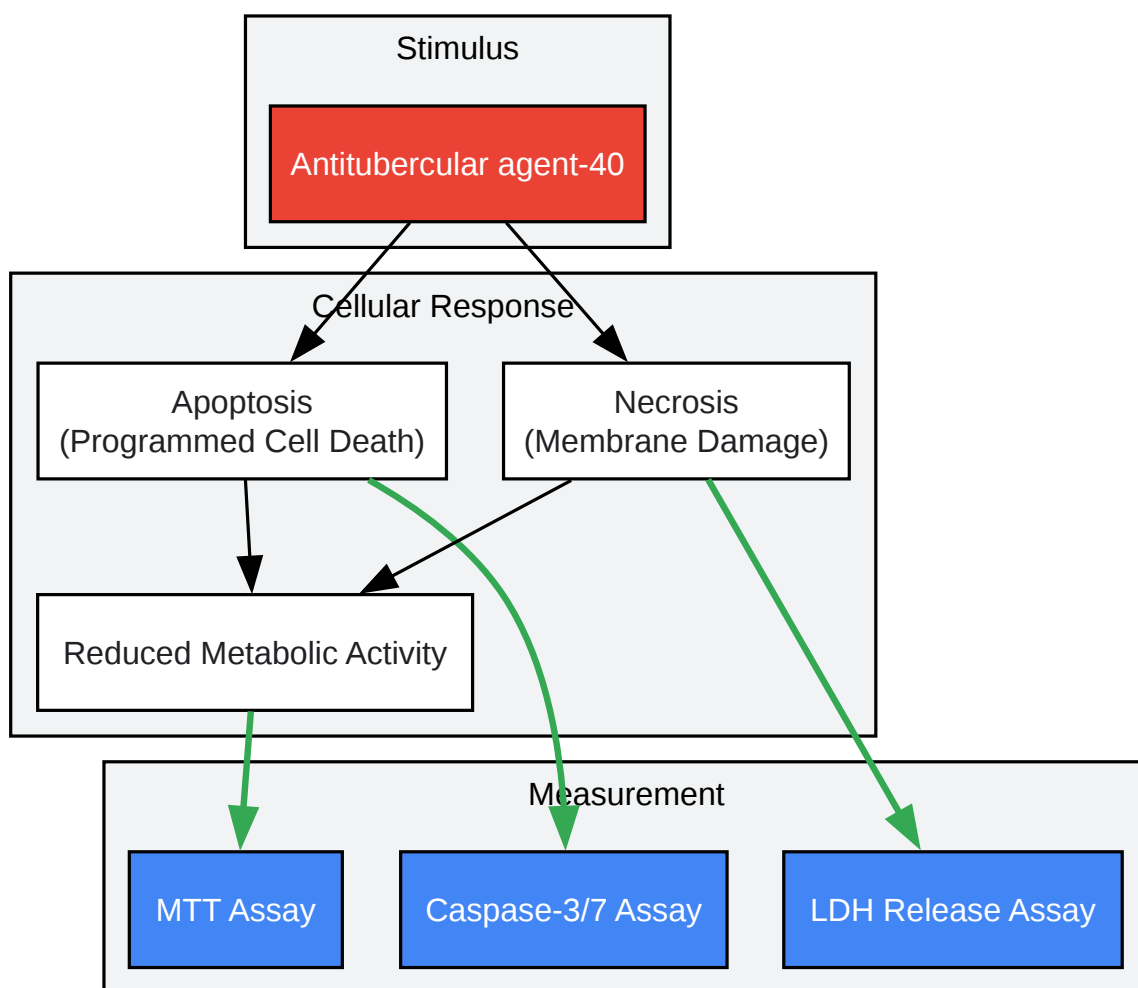 Stimulus
Antitubercular agent-40
Cellular Response
Apoptosis
(Programmed Cell Death)
Necrosis
(Membrane Damage)
Reduced Metabolic Activity
Measurement
MTT Assay
Caspase-3/7 Assay
LDH Release Assay